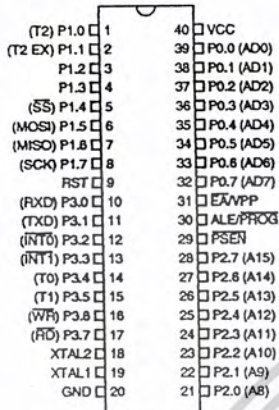 (T2) P1.0 1 40 VCC
(T2 EX) P1.1 2 39 P0.0 (AD0)
P1.2 3 38 P0.1 (AD1)
P1.3 4 37 P0.2 (AD2)
(SS) P1.4 5 36 P0.3 (AD3)
(MOSI) P1.5 6 35 P0.4 (AD4)
(MISO) P1.6 7 34 P0.5 (AD5)
(SCK) P1.7 8 33 P0.6 (AD6)
RST 9 32 P0.7 (AD7)
(RXD) P3.0 10 31 EA/VPP
(TXD) P3.1 11 30 ALE/PROG
(INT0) P3.2 12 29 PSEN
(INT1) P3.3 13 28 P2.7 (A15)
(T0) P3.4 14 27 P2.6 (A14)
(T1) P3.5 15 26 P2.5 (A13)
(WR) P3.6 16 25 P2.4 (A12)
(RD) P3.7 17 24 P2.3 (A11)
XTAL2 18 23 P2.2 (A10)
XTAL1 19 22 P2.1 (A9)
GND 20 21 P2.0 (A8)